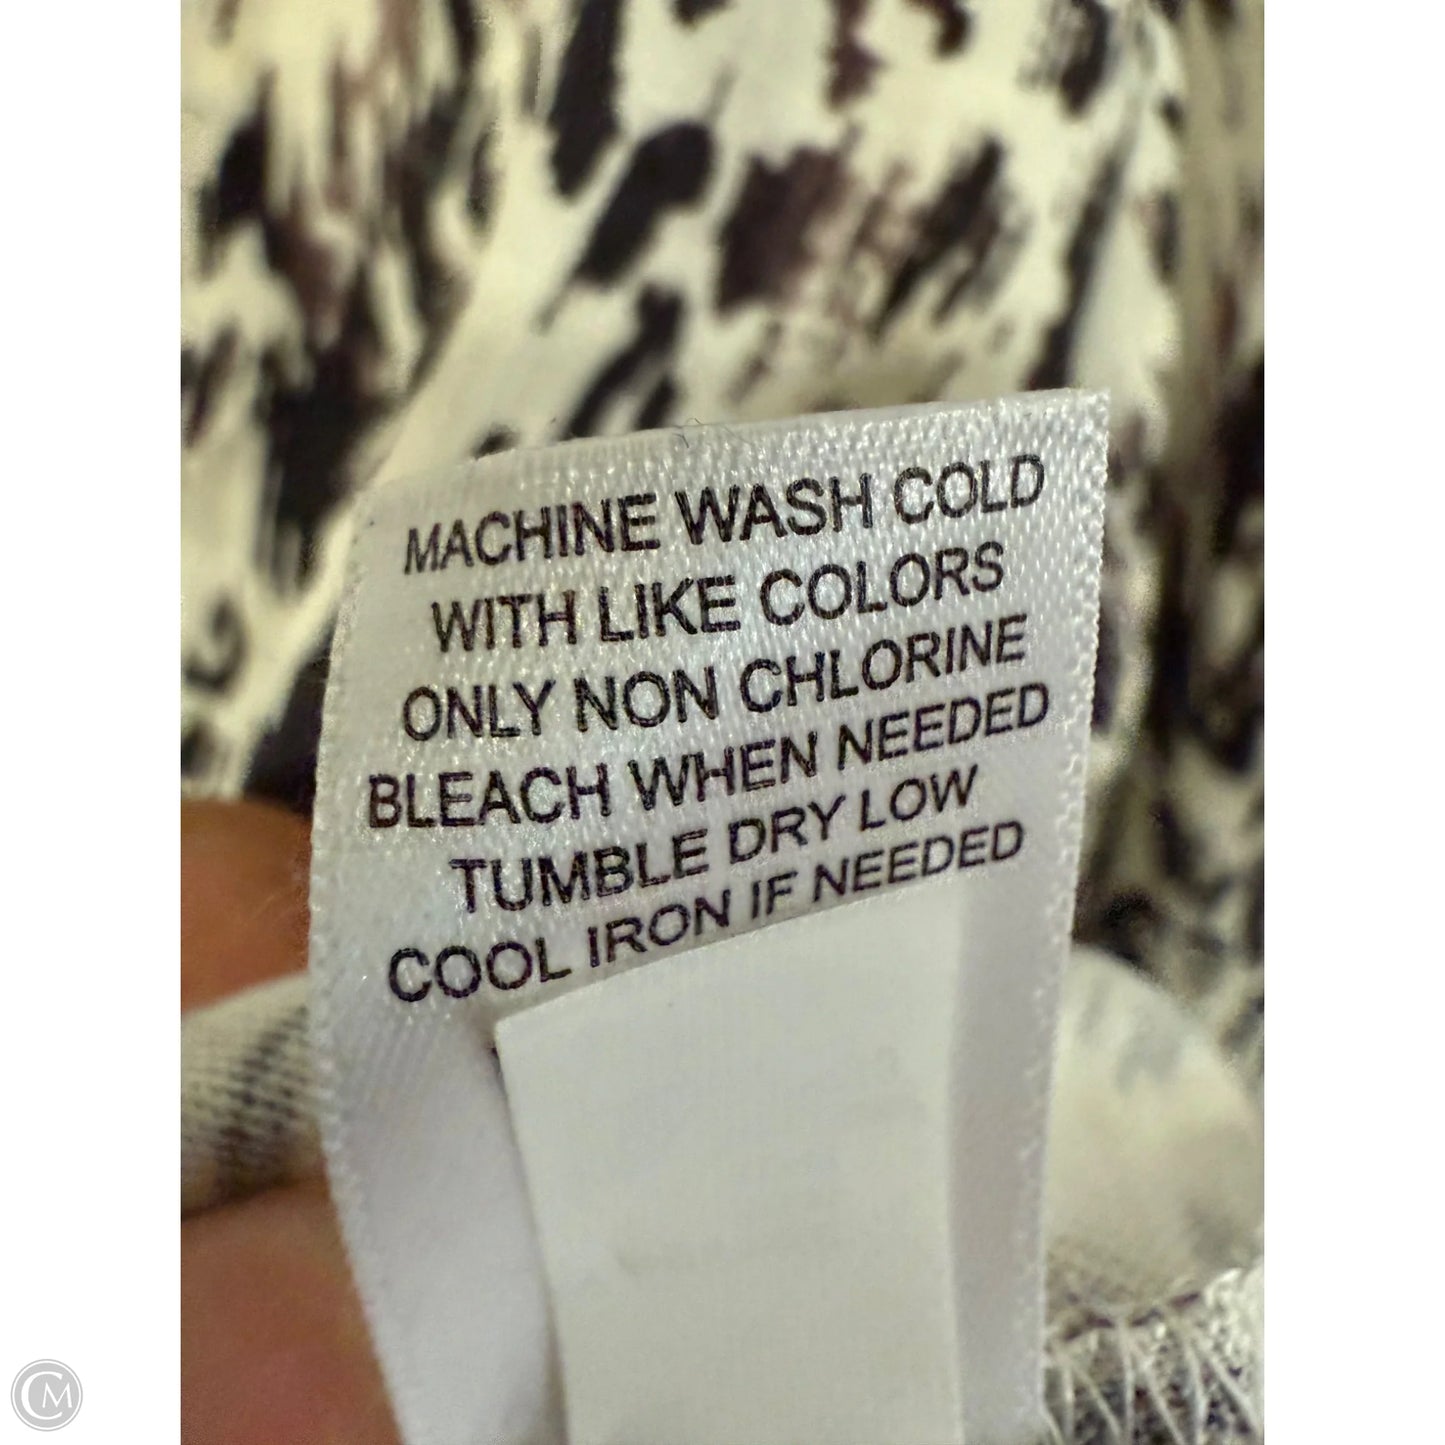 MACHINE WASH COLD
WITH LIKE COLORS
ONLY NON CHLORINE
BLEACH WHEN NEEDED
TUMBLE DRY LOW
COOL IRON IF NEEDED
CM